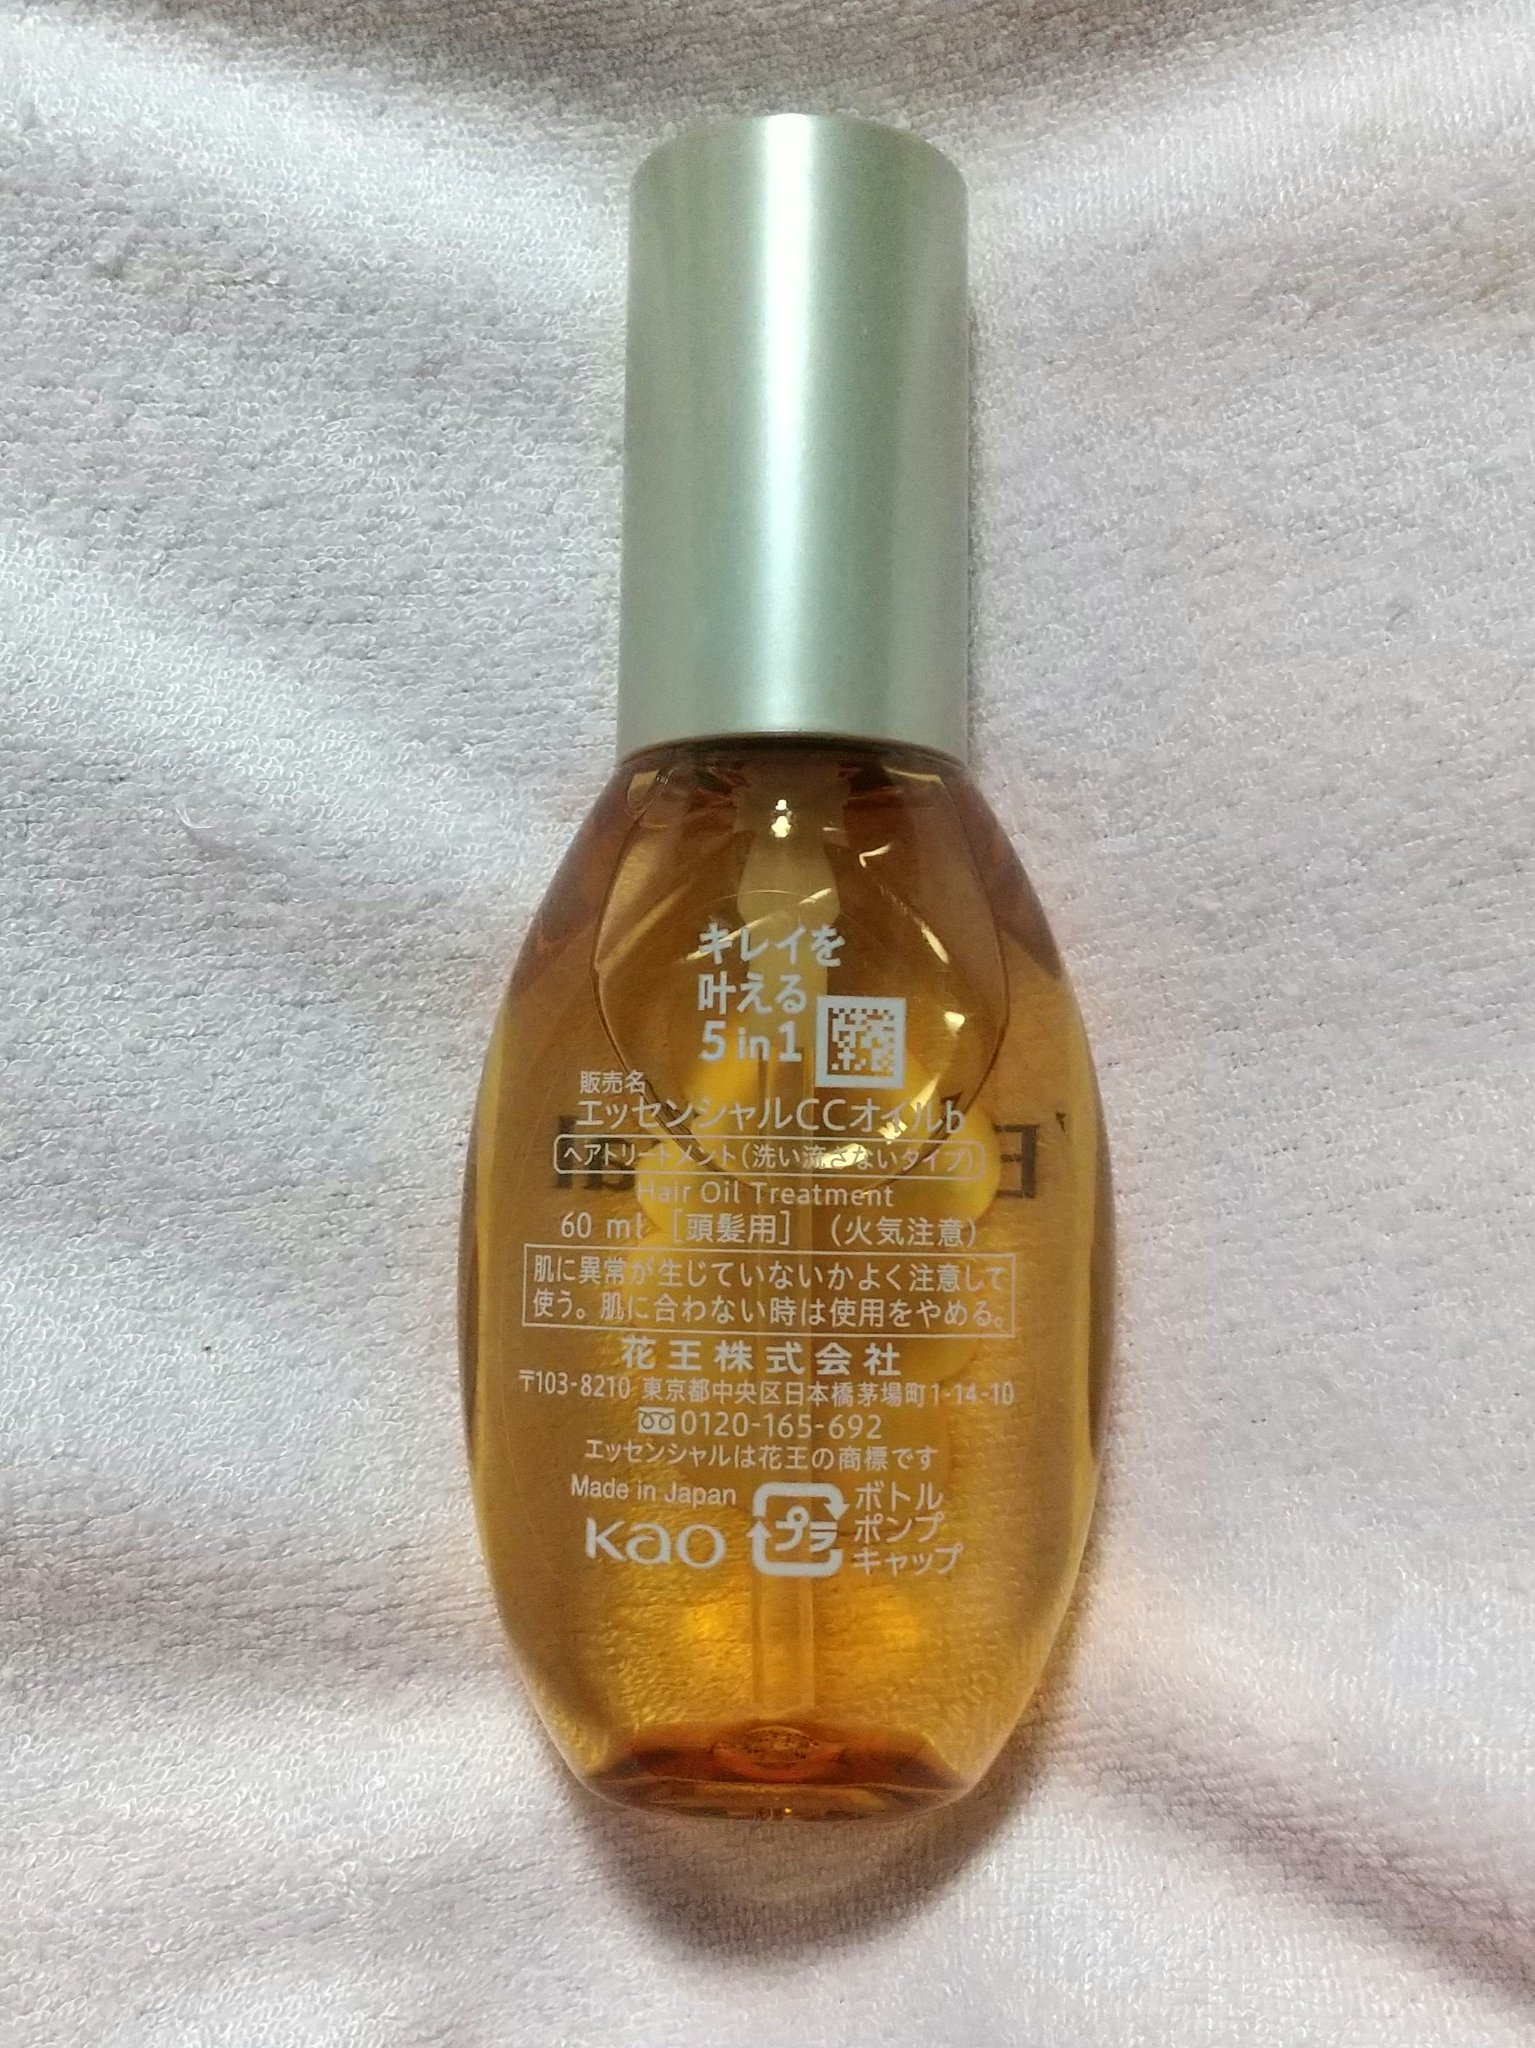 キレイを
叶える
5 in 1
販売名
エッセンシャルCCオイルb
ヘアトリートメント(洗い流さないタイプ)
Hair Oil Treatment
60 ml [頭髪用] (火気注意)
肌に異常が生じていないかよく注意して
使う。肌に合わない時は使用をやめる。
花王株式会社
〒103-8210 東京都中央区日本橋茅場町1-14-10
0120-165-692
エッセンシャルは花王の商標です
Made in Japan
Kao
プラ
ボトル
ポンプ
キャップ